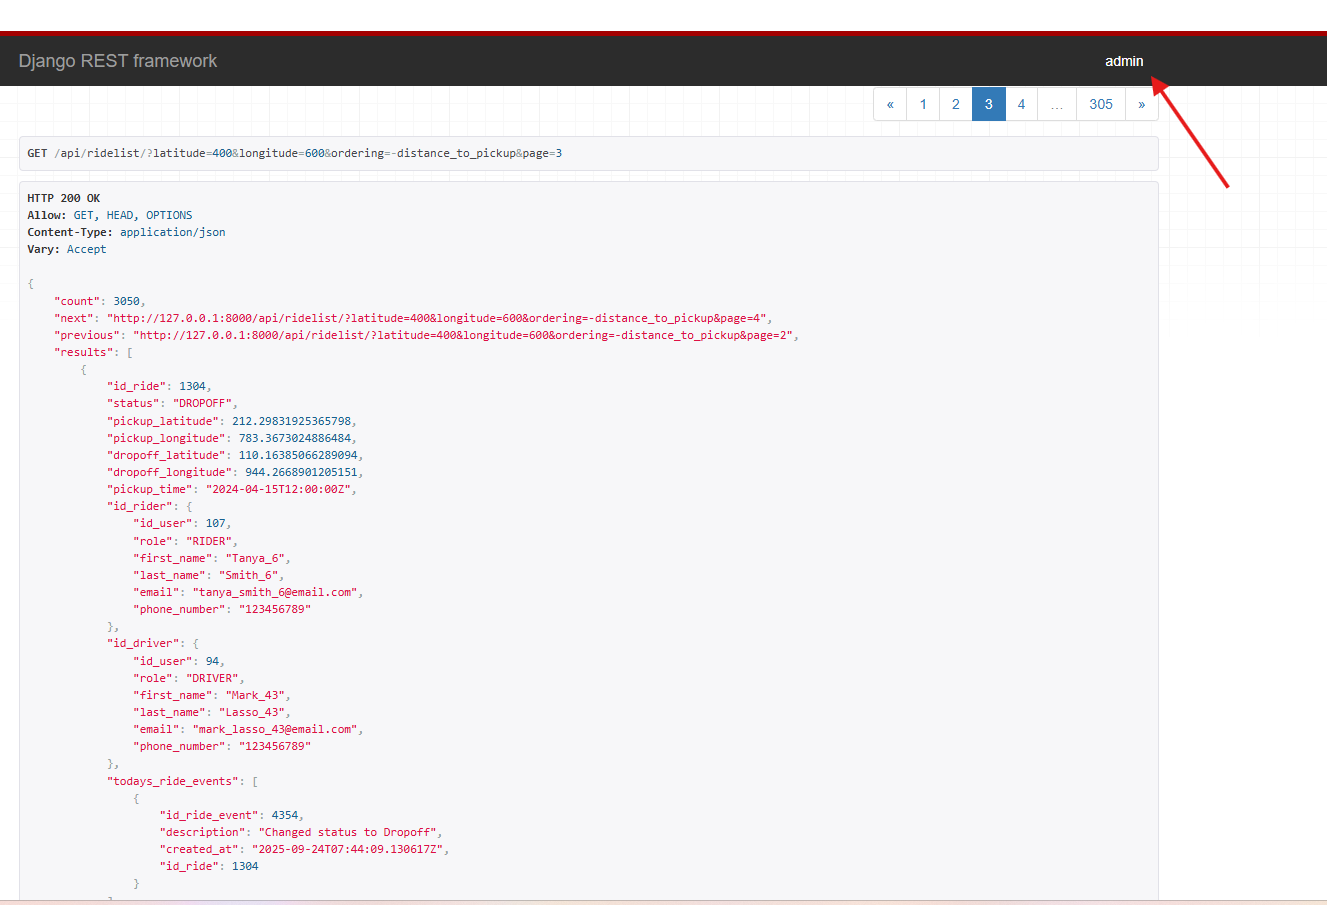 Django REST framework
admin
« 1 2 3 4 … 305 »
GET /api/ridelist/?latitude=400&longitude=600&ordering=-distance_to_pickup&page=3
HTTP 200 OK
Allow: GET, HEAD, OPTIONS
Content-Type: application/json
Vary: Accept
{
    "count": 3050,
    "next": "http://127.0.0.1:8000/api/ridelist/?latitude=400&longitude=600&ordering=-distance_to_pickup&page=4",
    "previous": "http://127.0.0.1:8000/api/ridelist/?latitude=400&longitude=600&ordering=-distance_to_pickup&page=2",
    "results": [
        {
            "id_ride": 1304,
            "status": "DROPOFF",
            "pickup_latitude": 212.29831925365798,
            "pickup_longitude": 783.3673024886484,
            "dropoff_latitude": 110.16385066289094,
            "dropoff_longitude": 944.2668901205151,
            "pickup_time": "2024-04-15T12:00:00Z",
            "id_rider": {
                "id_user": 107,
                "role": "RIDER",
                "first_name": "Tanya_6",
                "last_name": "Smith_6",
                "email": "tanya_smith_6@email.com",
                "phone_number": "123456789"
            },
            "id_driver": {
                "id_user": 94,
                "role": "DRIVER",
                "first_name": "Mark_43",
                "last_name": "Lasso_43",
                "email": "mark_lasso_43@email.com",
                "phone_number": "123456789"
            },
            "todays_ride_events": [
                {
                    "id_ride_event": 4354,
                    "description": "Changed status to Dropoff",
                    "created_at": "2025-09-24T07:44:09.130617Z",
                    "id_ride": 1304
                }
            ]